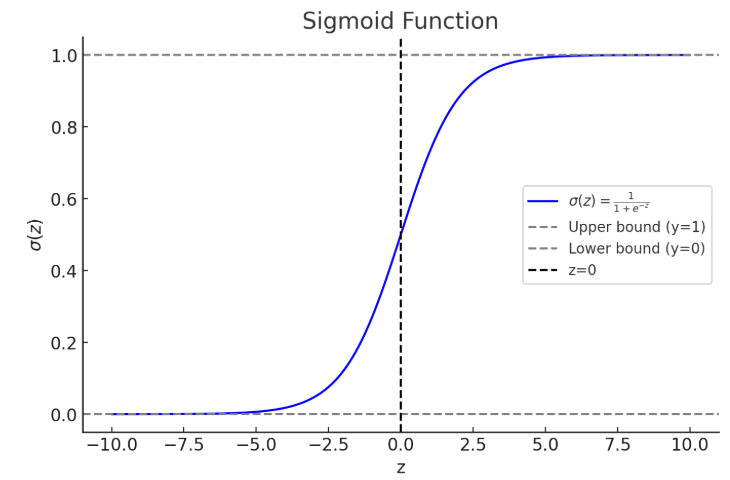 Sigmoid Function
1.0
0.8
0.6
0.4
0.2
0.0
σ(z)
σ(z) = 1/(1 + e^{−z})
Upper bound (y=1)
Lower bound (y=0)
z=0
−10.0 −7.5 −5.0 −2.5 0.0 2.5 5.0 7.5 10.0
z